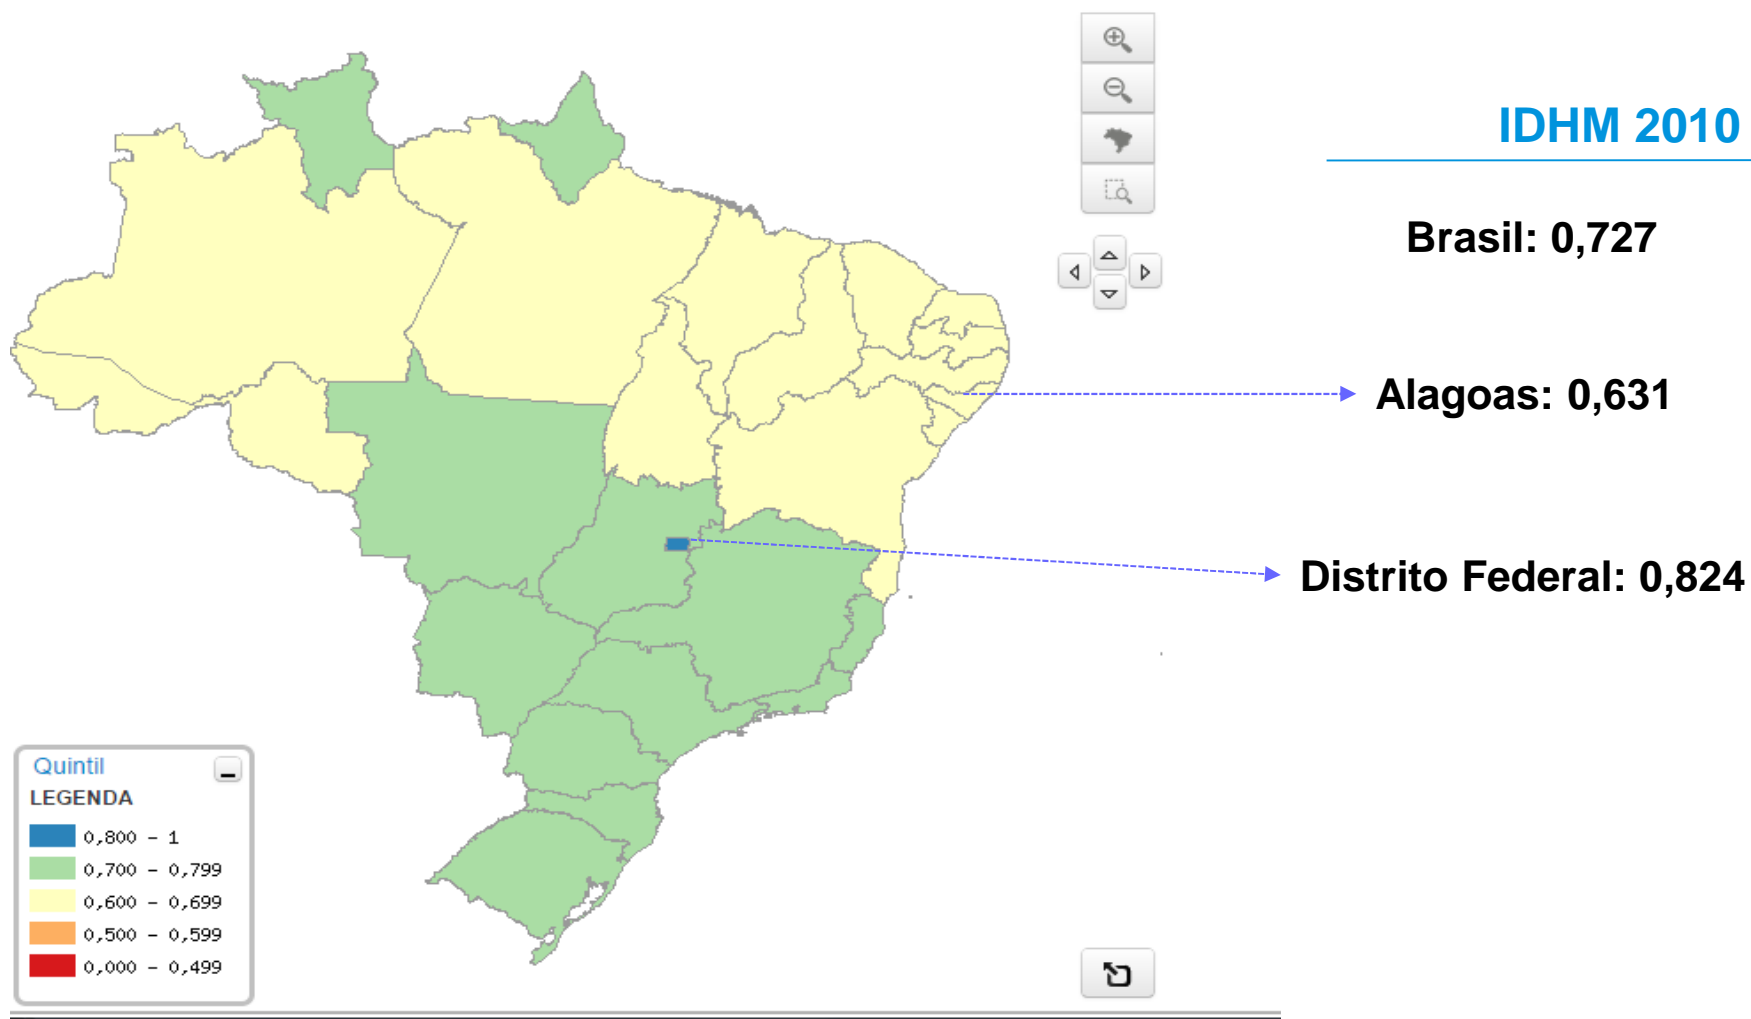 IDHM 2010
Brasil: 0,727
Alagoas: 0,631
Distrito Federal: 0,824
Quintil
LEGENDA
0,800 - 1
0,700 - 0,799
0,600 - 0,699
0,500 - 0,599
0,000 - 0,499